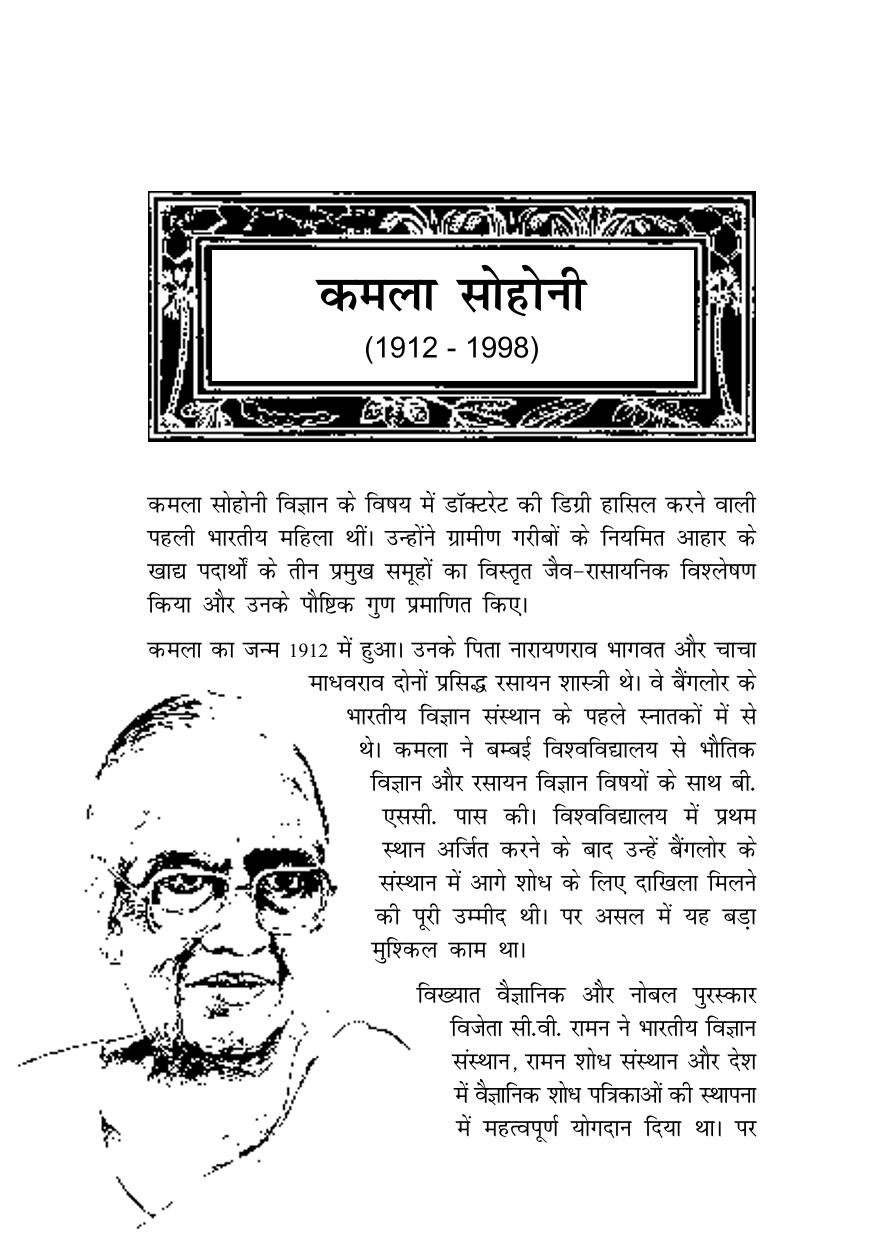 कमला सोहोनी
(1912 - 1998)
कमला सोहोनी विज्ञान के विषय में डॉक्टरेट की डिग्री हासिल करने वाली
पहली भारतीय महिला थीं। उन्होंने ग्रामीण गरीबों के नियमित आहार के
खाद्य पदार्थों के तीन प्रमुख समूहों का विस्तृत जैव-रासायनिक विश्लेषण
किया और उनके पौष्टिक गुण प्रमाणित किए।
कमला का जन्म 1912 में हुआ। उनके पिता नारायणराव भागवत और चाचा
माधवराव दोनों प्रसिद्ध रसायन शास्त्री थे। वे बैंगलोर के
भारतीय विज्ञान संस्थान के पहले स्नातकों में से
थे। कमला ने बम्बई विश्वविद्यालय से भौतिक
विज्ञान और रसायन विज्ञान विषयों के साथ बी.
एससी. पास की। विश्वविद्यालय में प्रथम
स्थान अर्जित करने के बाद उन्हें बैंगलोर के
संस्थान में आगे शोध के लिए दाखिला मिलने
की पूरी उम्मीद थी। पर असल में यह बड़ा
मुश्किल काम था।
विख्यात वैज्ञानिक और नोबल पुरस्कार
विजेता सी.वी. रामन ने भारतीय विज्ञान
संस्थान, रामन शोध संस्थान और देश
में वैज्ञानिक शोध पत्रिकाओं की स्थापना
में महत्वपूर्ण योगदान दिया था। पर